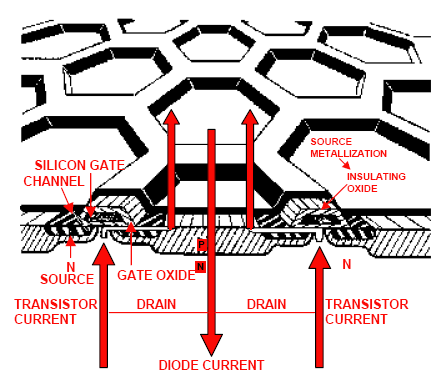 SOURCE
METALLIZATION
INSULATING
OXIDE
SILICON GATE
CHANNEL
P
N
N
SOURCE
GATE OXIDE
N
TRANSISTOR
CURRENT
DRAIN
DRAIN
TRANSISTOR
CURRENT
DIODE CURRENT